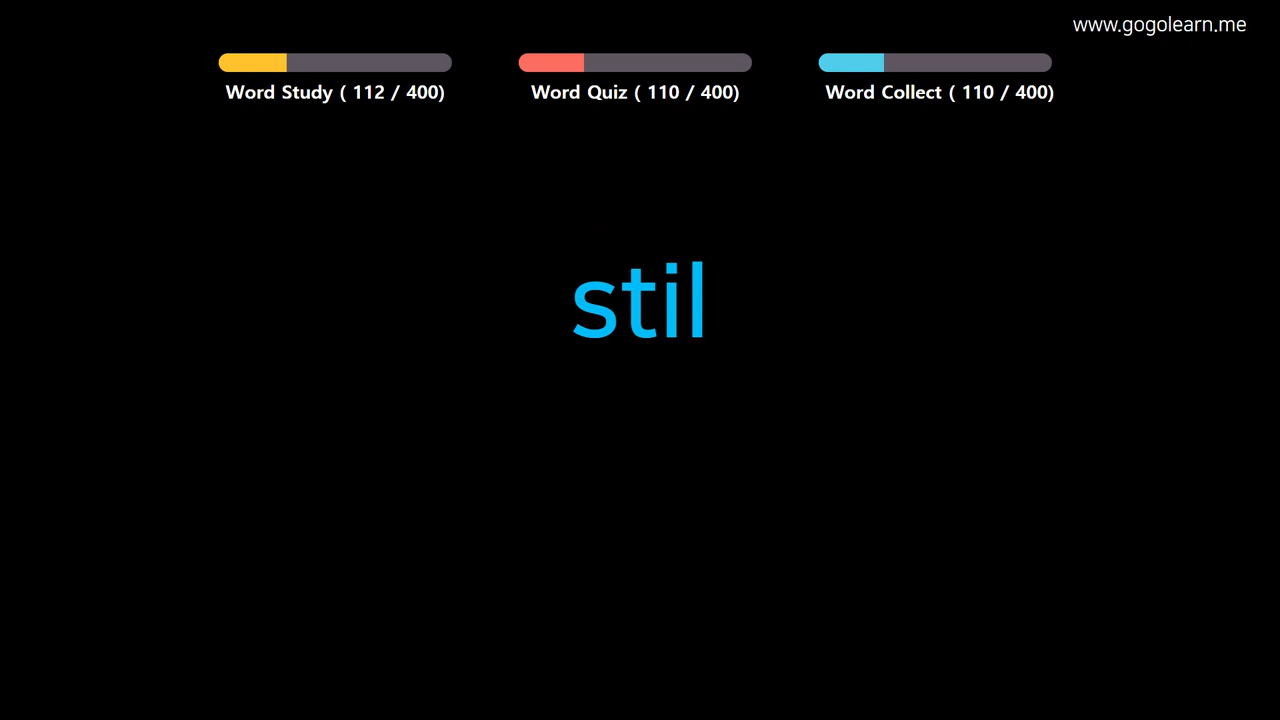 www.gogolearn.me
Word Study ( 112 / 400)
Word Quiz ( 110 / 400)
Word Collect ( 110 / 400)
stil